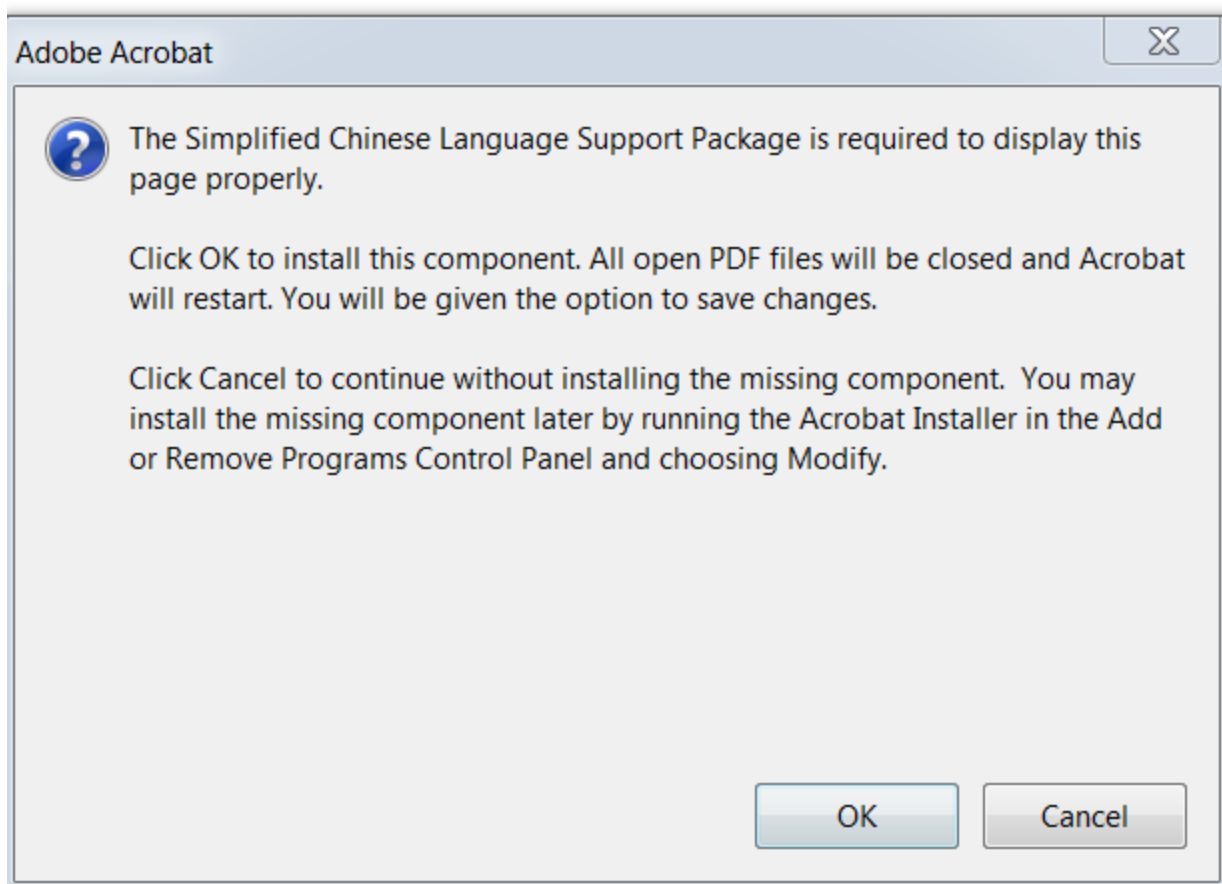 Adobe Acrobat
The Simplified Chinese Language Support Package is required to display this
page properly.
Click OK to install this component. All open PDF files will be closed and Acrobat
will restart. You will be given the option to save changes.
Click Cancel to continue without installing the missing component.  You may
install the missing component later by running the Acrobat Installer in the Add
or Remove Programs Control Panel and choosing Modify.
OK
Cancel